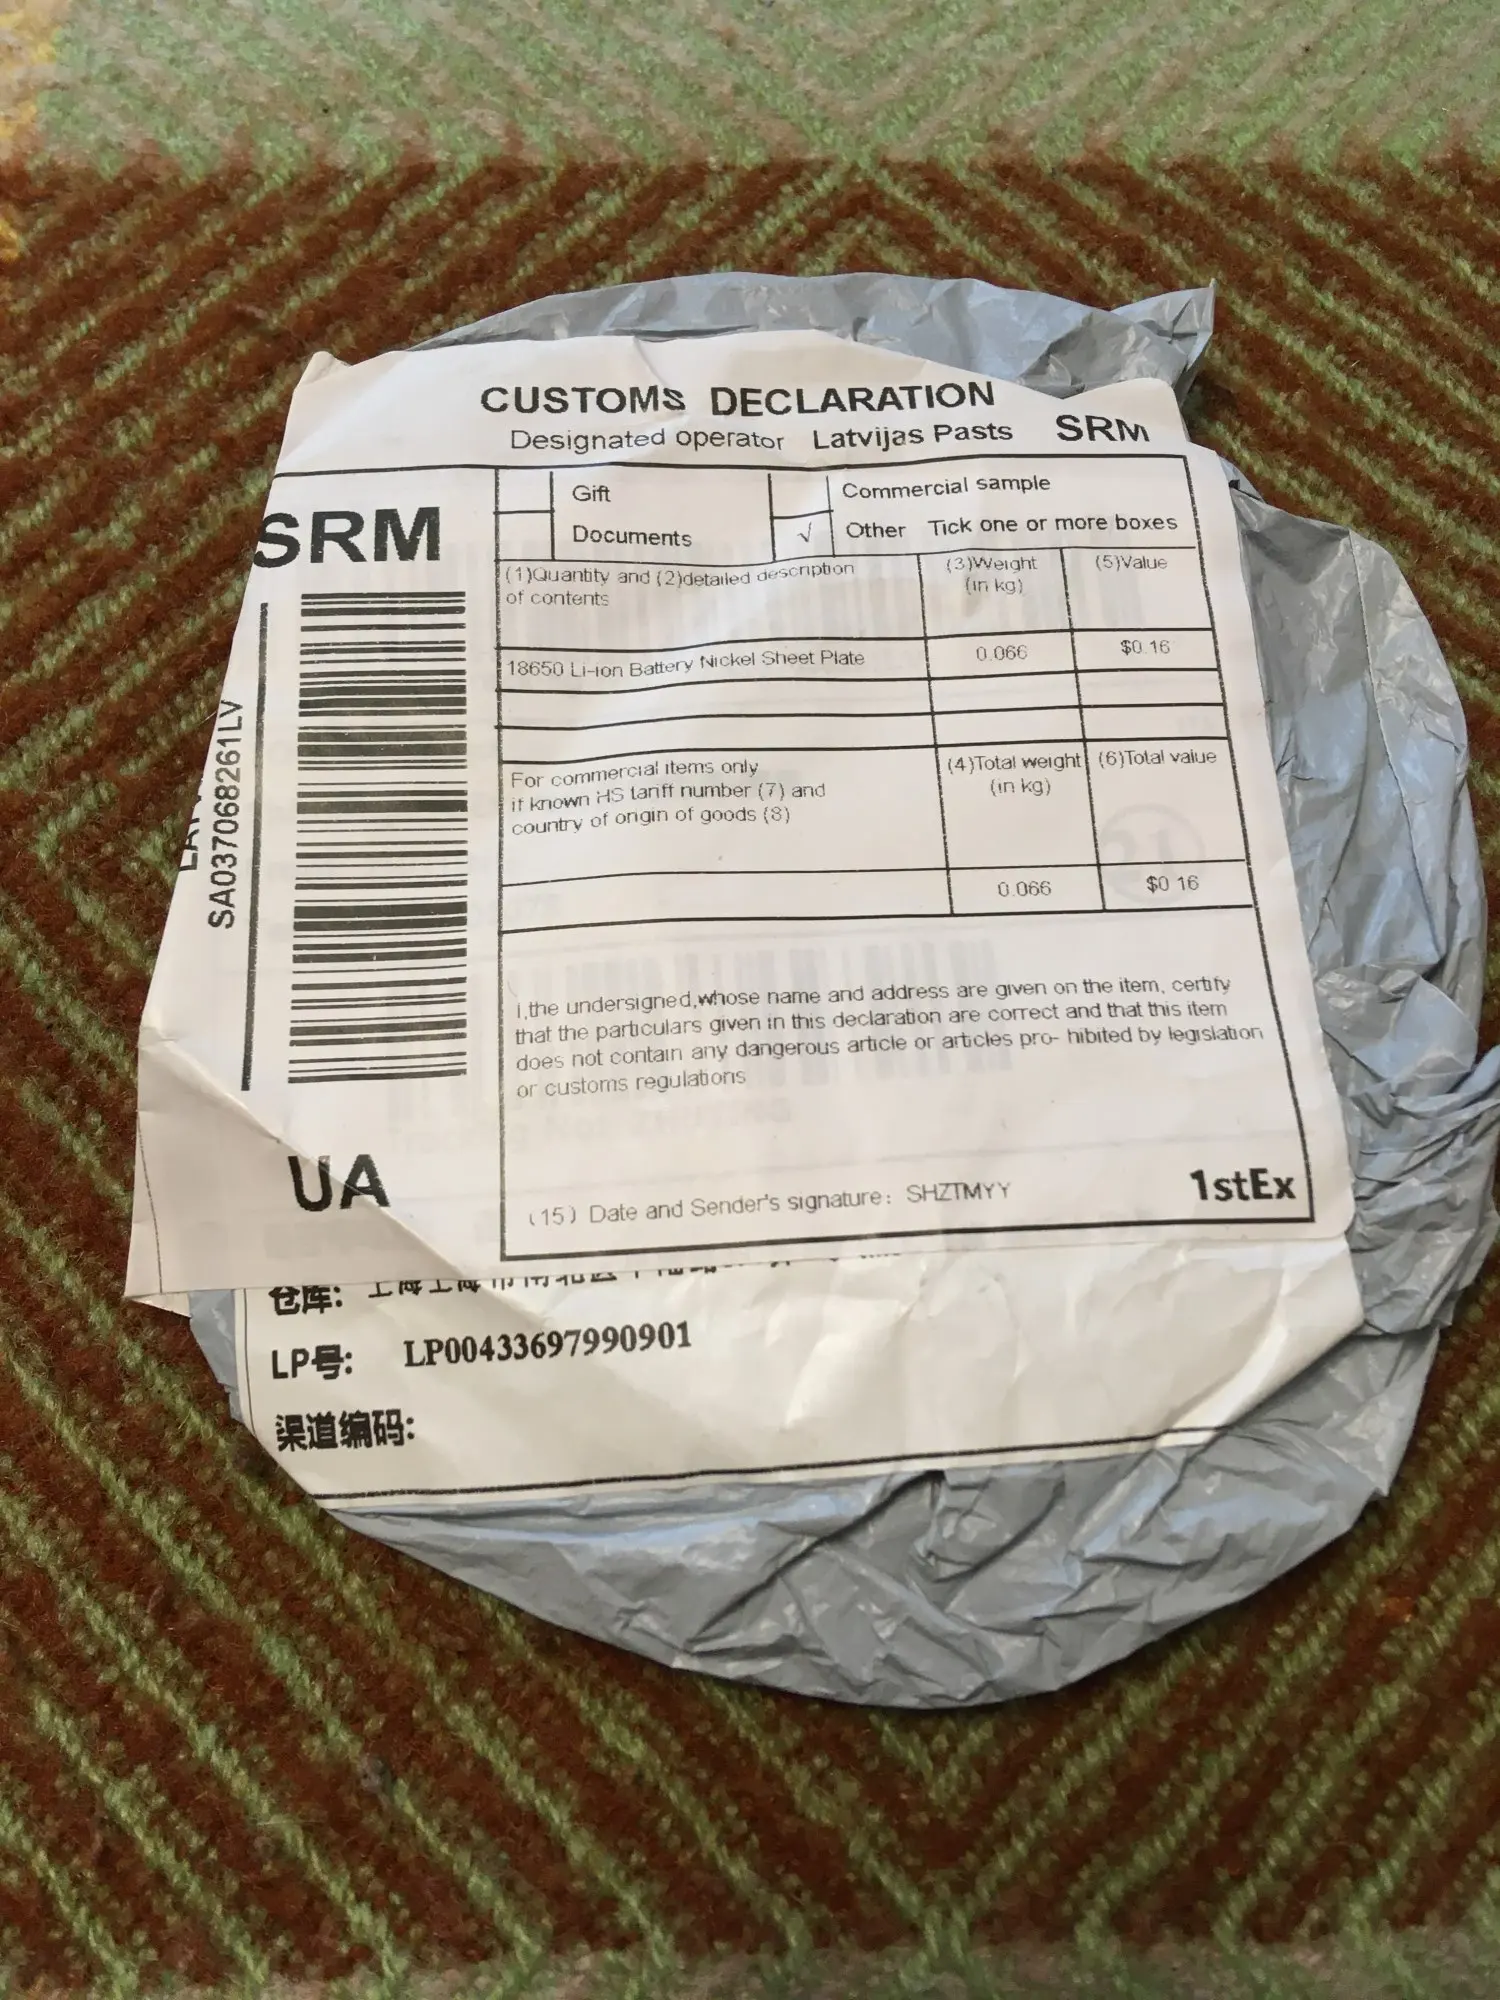 CUSTOMS DECLARATION
Designated operator Latvijas Pasts SRM
SRM
Gift
Commercial sample
Documents
√ Other Tick one or more boxes
(1)Quantity and (2)detailed description
of contents
(3)Weight
(in kg)
(5)Value
18650 Li-ion Battery Nickel Sheet Plate 0.066 $0.16
For commercial items only
if known HS tariff number (7) and
country of origin of goods (8)
(4)Total weight
(in kg)
(6)Total value
0.066 $0.16
SA037068261LV
I,the undersigned,whose name and address are given on the item, certify
that the particulars given in this declaration are correct and that this item
does not contain any dangerous article or articles pro- hibited by legislation
or customs regulations
UA
(15) Date and Sender's signature: SHZTMYY
1stEx
仓库:
LP号: LP00433697990901
渠道编码: